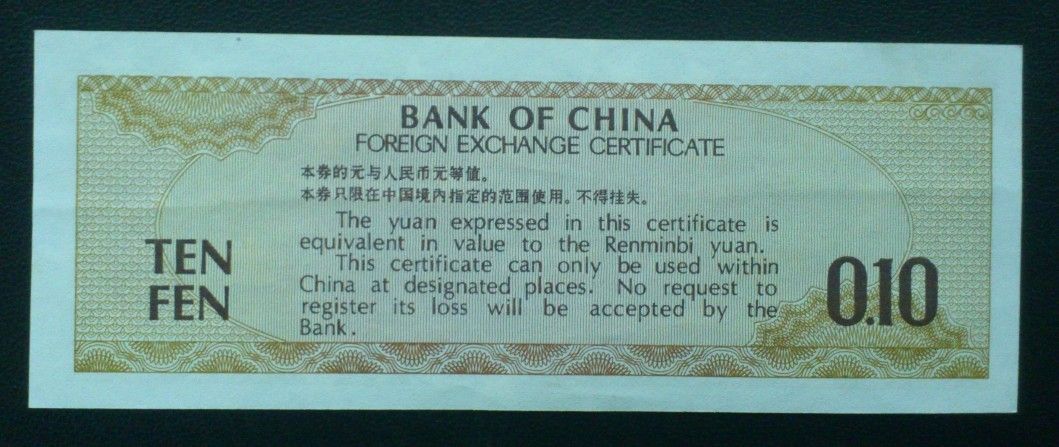 BANK OF CHINA
FOREIGN EXCHANGE CERTIFICATE
本券的元与人民币元等值。
本券只限在中国境内指定的范围使用。不得挂失。
The yuan expressed in this certificate is
equivalent in value to the Renminbi yuan.
This certificate can only be used within
China at designated places. No request to
register its loss will be accepted by the
Bank.
TEN
FEN
0.10